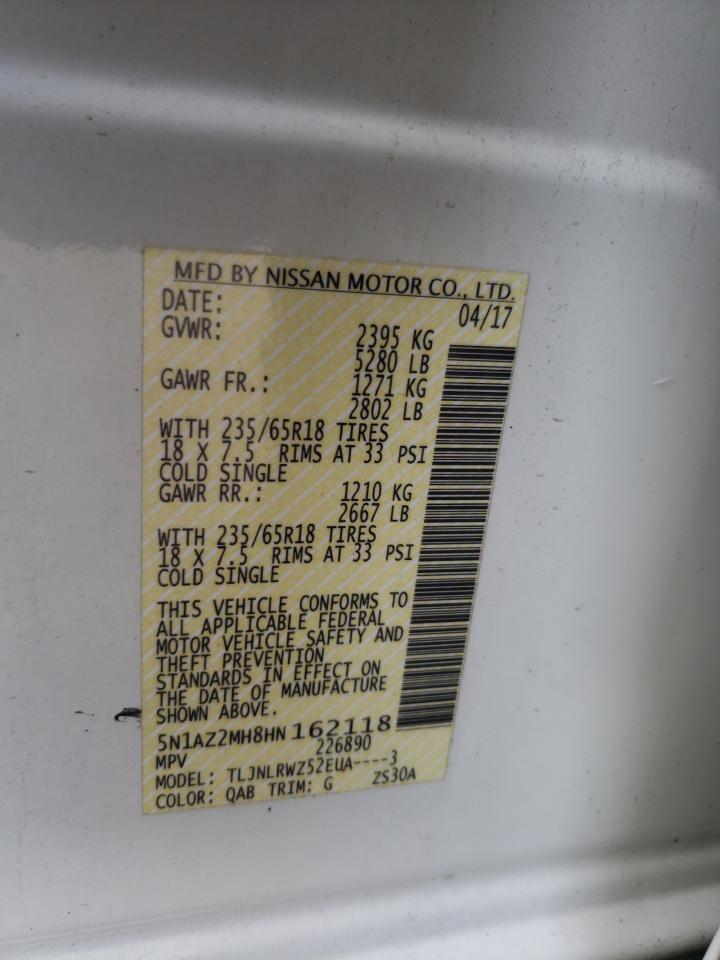 MFD BY NISSAN MOTOR CO., LTD.
DATE: 04/17
GVWR: 2395 KG
5280 LB
GAWR FR.: 1271 KG
2802 LB
WITH 235/65R18 TIRES
18 X 7.5 RIMS AT 33 PSI
COLD SINGLE
GAWR RR.: 1210 KG
2667 LB
WITH 235/65R18 TIRES
18 X 7.5 RIMS AT 33 PSI
COLD SINGLE
THIS VEHICLE CONFORMS TO
ALL APPLICABLE FEDERAL
MOTOR VEHICLE SAFETY AND
THEFT PREVENTION
STANDARDS IN EFFECT ON
THE DATE OF MANUFACTURE
SHOWN ABOVE.
5N1AZ2MH8HN162118
MPV 226890
MODEL: TLJNLRWZ52EUA----3
COLOR: QAB TRIM: G ZS30A